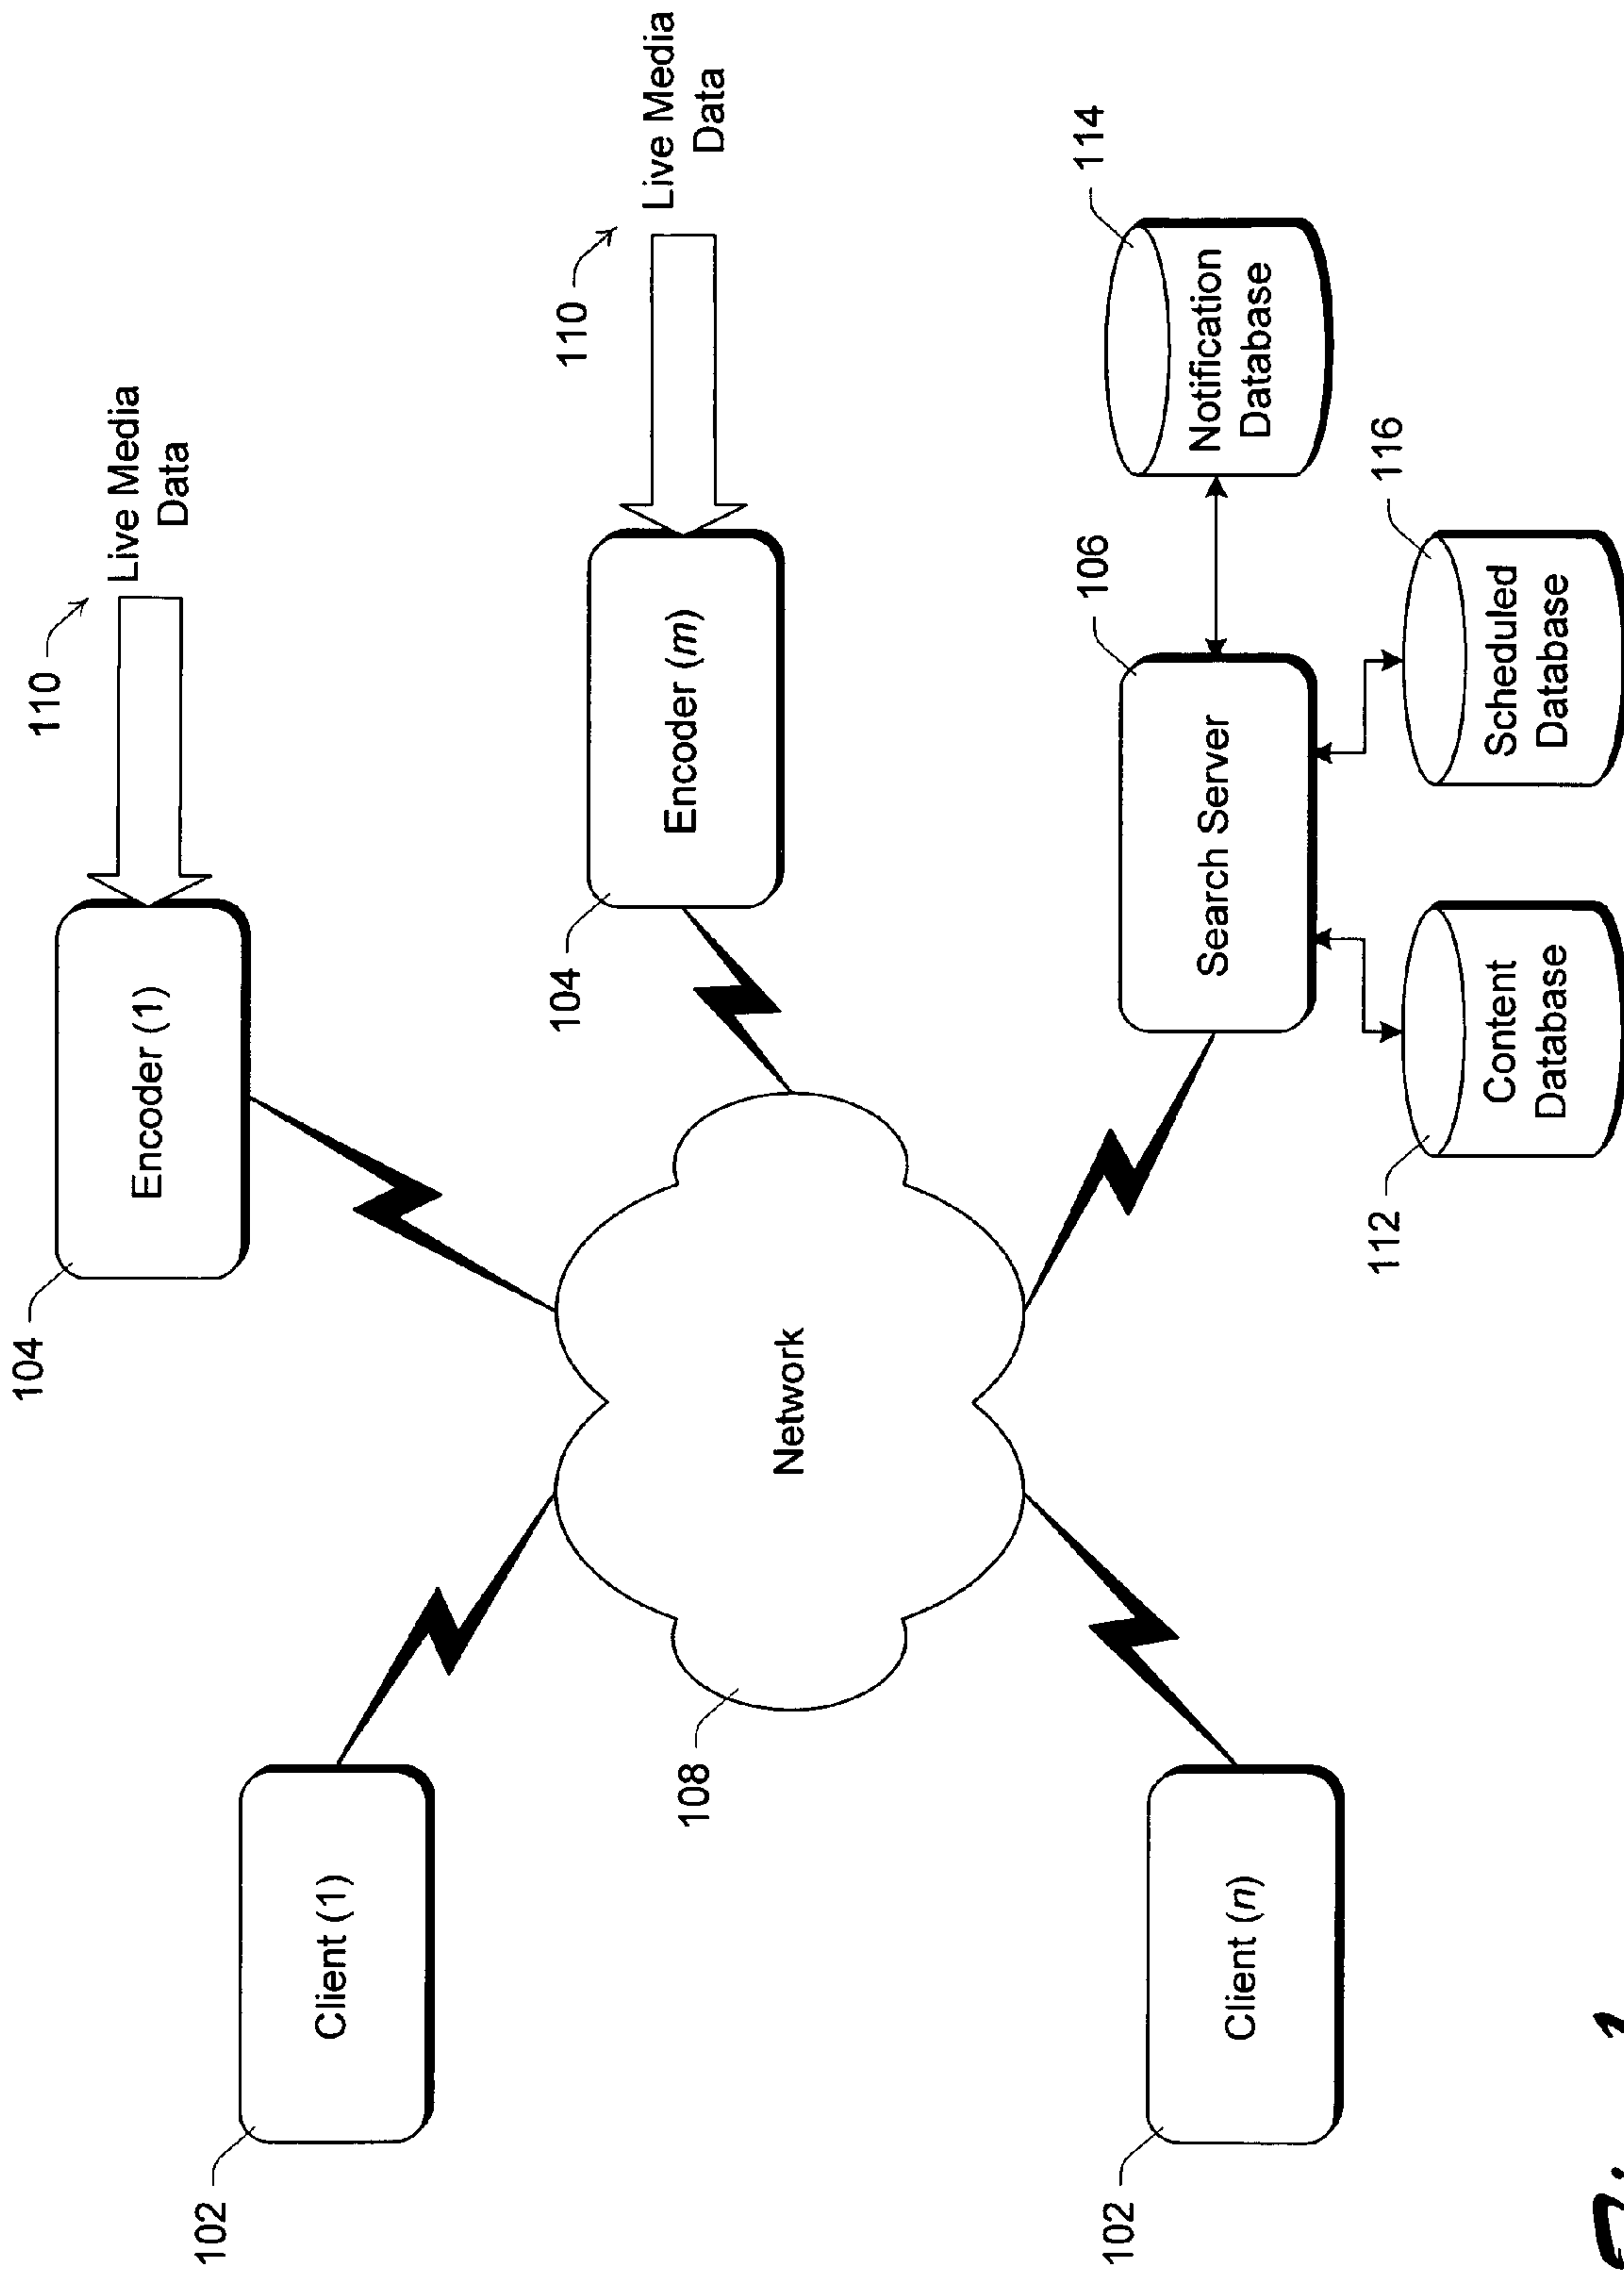 110
Live Media
Data
104
Encoder (1)
110
Live Media
Data
102
Client (1)
104
Encoder (m)
108
Network
106
Search Server
114
Notification
Database
102
Client (n)
112
Content
Database
116
Scheduled
Database